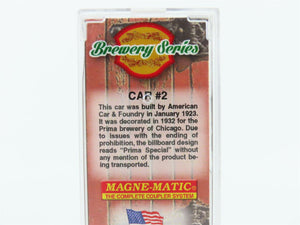 Brewery Series
CAR #2
This car was built by American
Car & Foundry in January 1923.
It was decorated in 1932 for the
Prima brewery of Chicago. Due
to issues with the ending of
prohibition, the billboard design
reads "Prima Special" without
any mention of the product be-
ing transported.
MAGNE-MATIC®
THE COMPLETE COUPLER SYSTEM